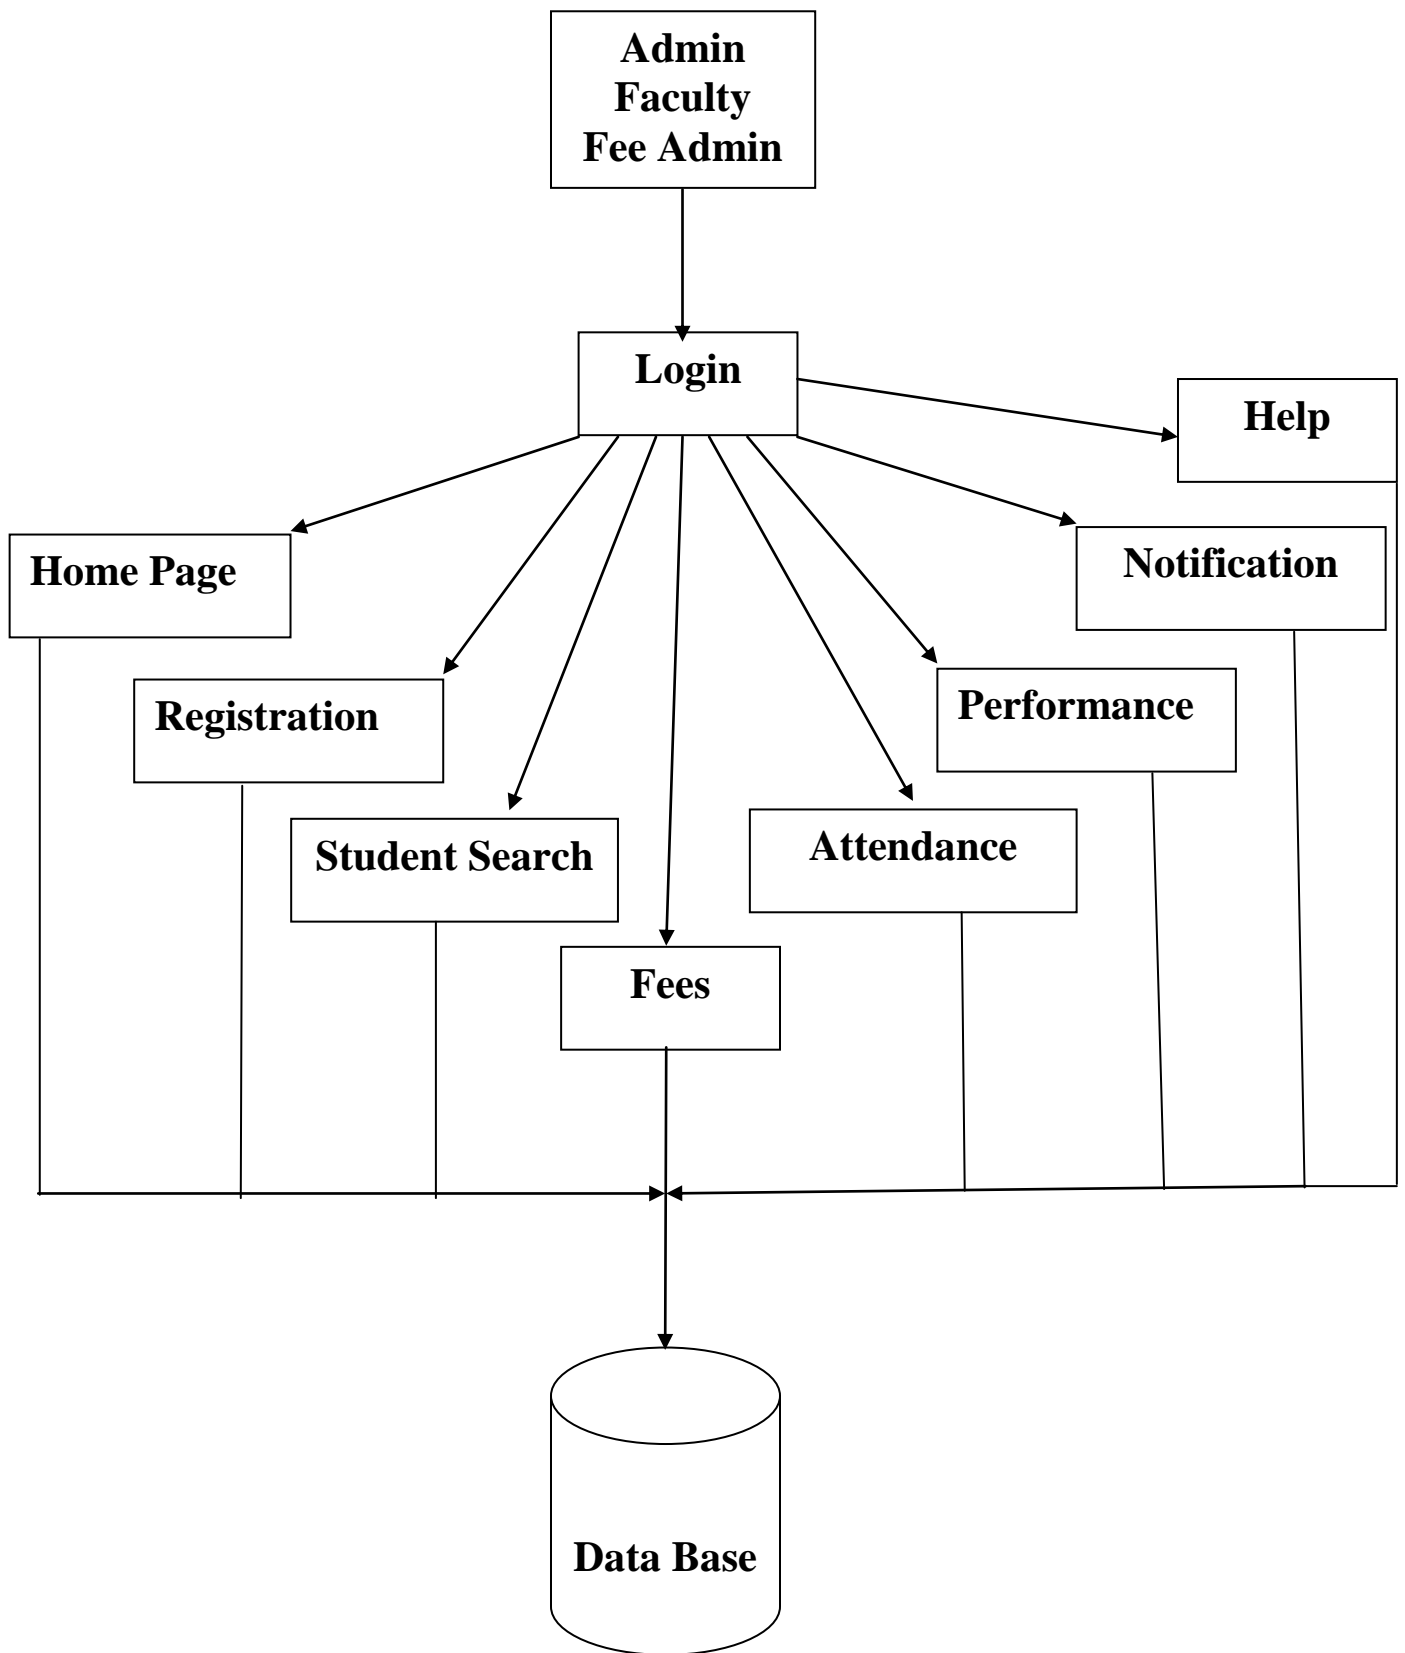 Admin
Faculty
Fee Admin
Login
Help
Home Page
Notification
Registration
Performance
Student Search
Attendance
Fees
Data Base